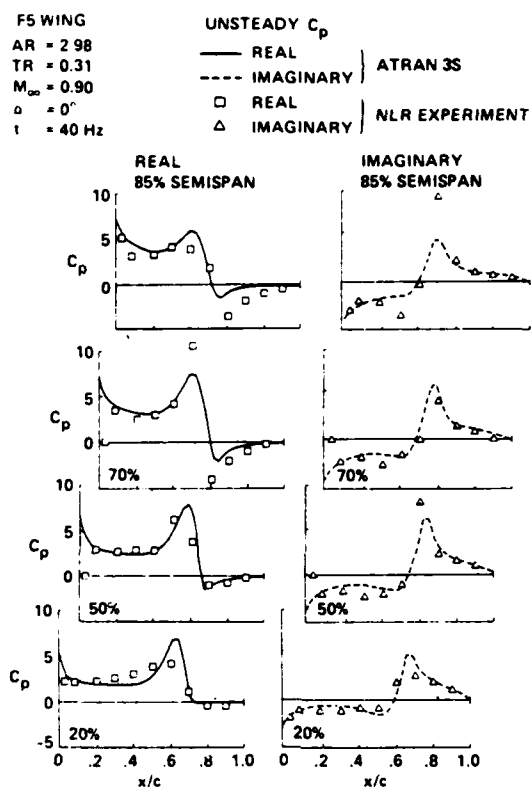 F5 WING
AR = 2 98
TR = 0.31
M∞ = 0.90
α = 0°
f = 40 Hz
UNSTEADY Cp
REAL
IMAGINARY
ATRAN 3S
REAL
IMAGINARY
NLR EXPERIMENT
REAL
85% SEMISPAN
IMAGINARY
85% SEMISPAN
10
5
Cp
0
10
5
Cp
0
70%
70%
10
5
Cp
0
50%
50%
10
5
Cp
0
-5
20%
20%
0 .2 .4 .6 .8 1.0
x/c
0 .2 .4 .6 .8 1.0
x/c